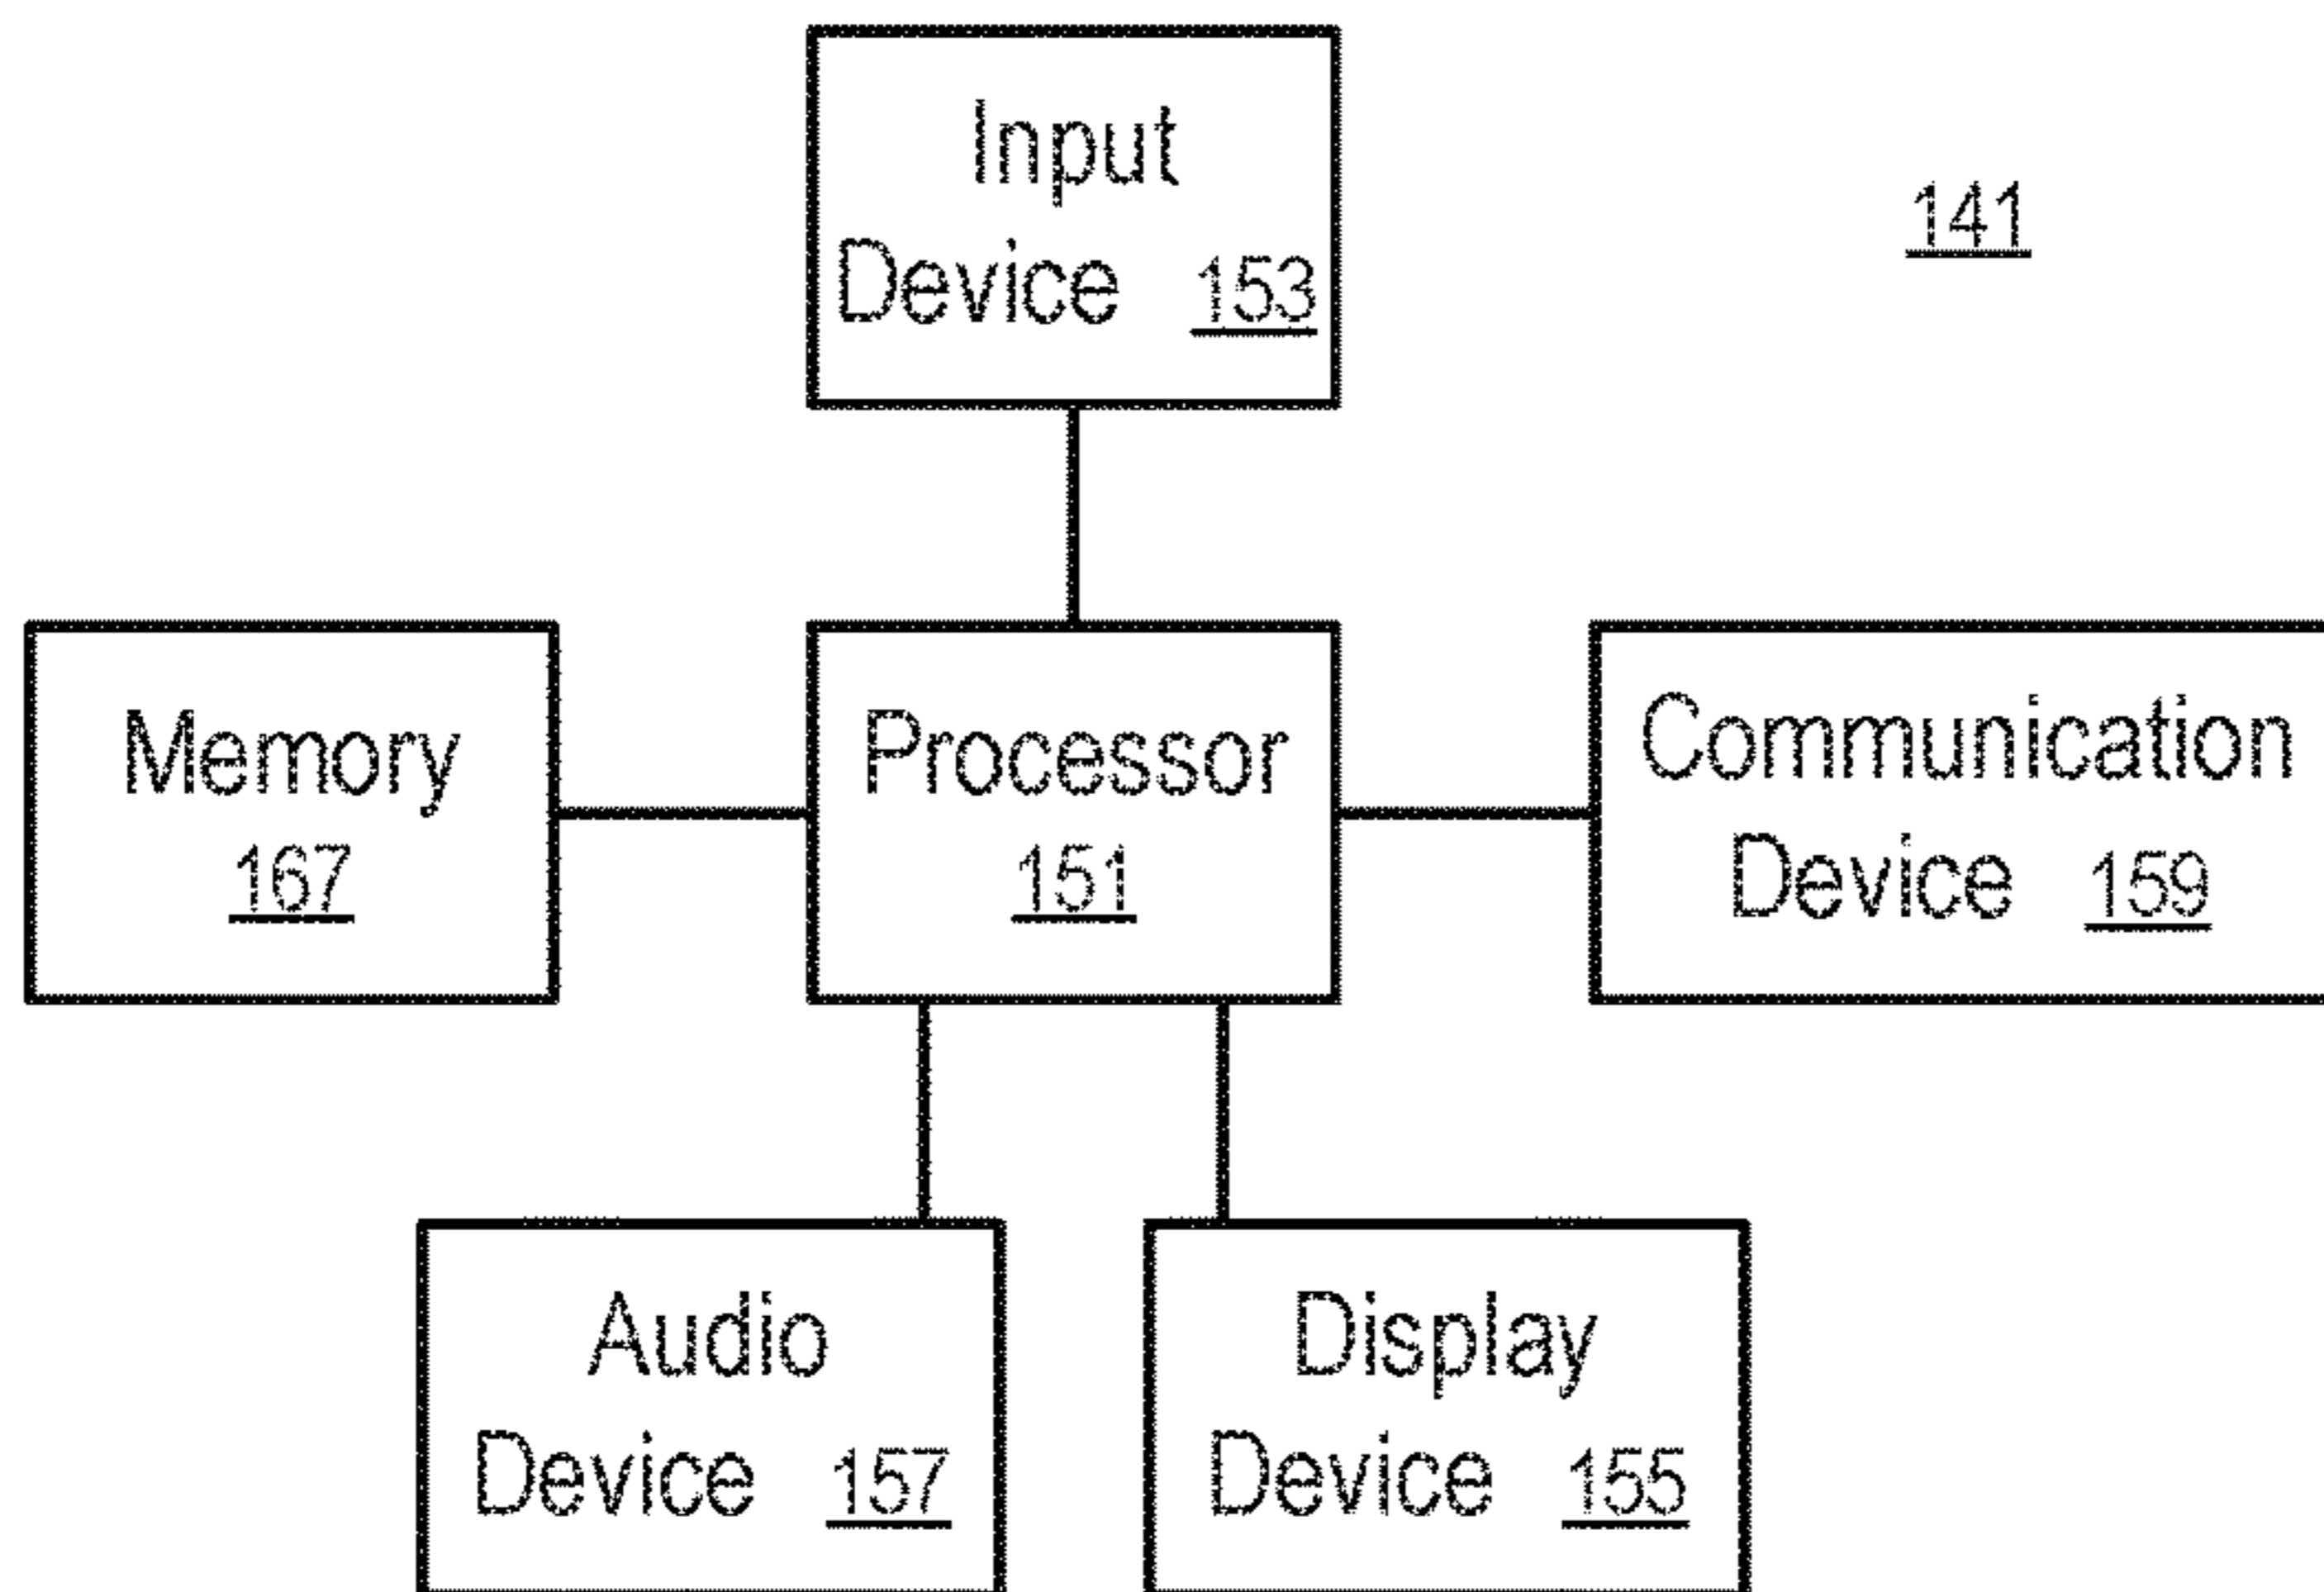 Input
Device 153
141
Memory
167
Processor
151
Communication
Device 159
Audio
Device 157
Display
Device 155